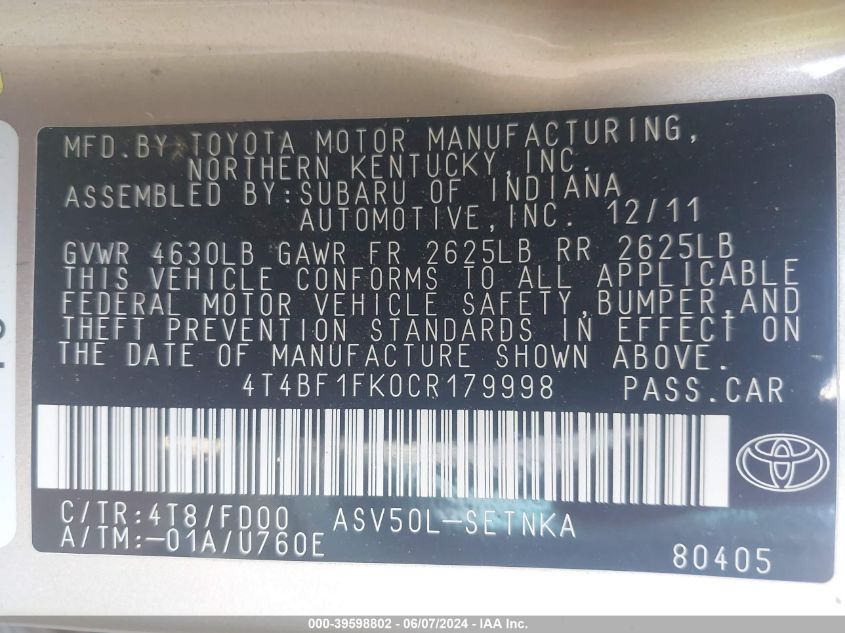 MFD.BY:TOYOTA MOTOR MANUFACTURING,
NORTHERN KENTUCKY,INC.
ASSEMBLED BY:SUBARU OF INDIANA
AUTOMOTIVE,INC. 12/11
GVWR 4630LB GAWR FR 2625LB RR 2625LB
THIS VEHICLE CONFORMS TO ALL APPLICABLE
FEDERAL MOTOR VEHICLE SAFETY,BUMPER,AND
THEFT PREVENTION STANDARDS IN EFFECT ON
THE DATE OF MANUFACTURE SHOWN ABOVE.
4T4BF1FK0CR179998 PASS.CAR
C/TR:4T8/FD00 ASV50L-SETNKA
A/TM:-01A/U760E
80405
000-39598802 - 06/07/2024 - IAA Inc.